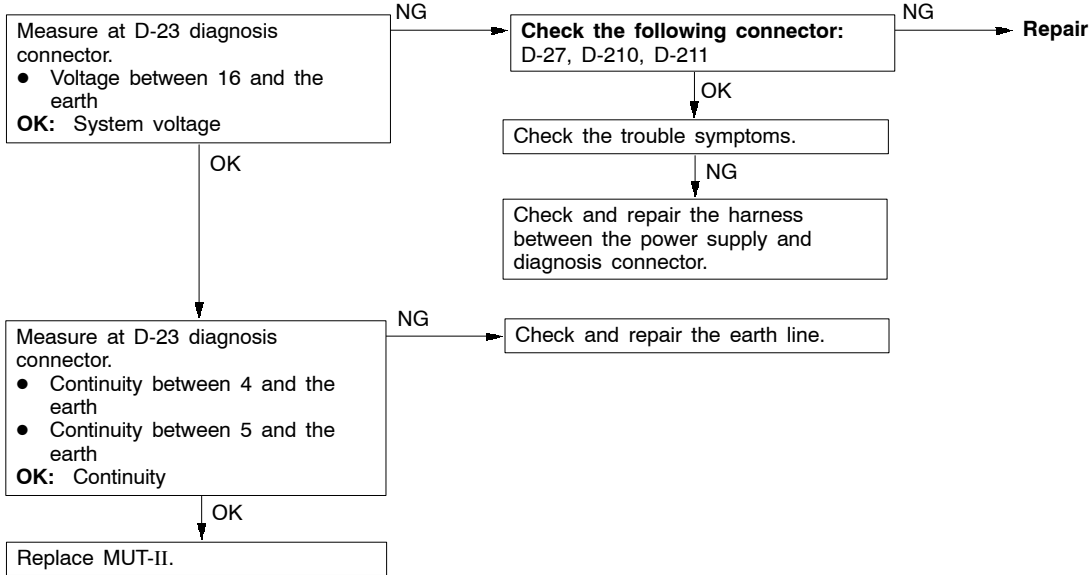 Measure at D-23 diagnosis
connector.
● Voltage between 16 and the
earth
OK: System voltage
NG
Check the following connector:
D-27, D-210, D-211
NG
Repair
OK
Check the trouble symptoms.
NG
Check and repair the harness
between the power supply and
diagnosis connector.
OK
Measure at D-23 diagnosis
connector.
● Continuity between 4 and the
earth
● Continuity between 5 and the
earth
OK: Continuity
NG
Check and repair the earth line.
OK
Replace MUT-II.